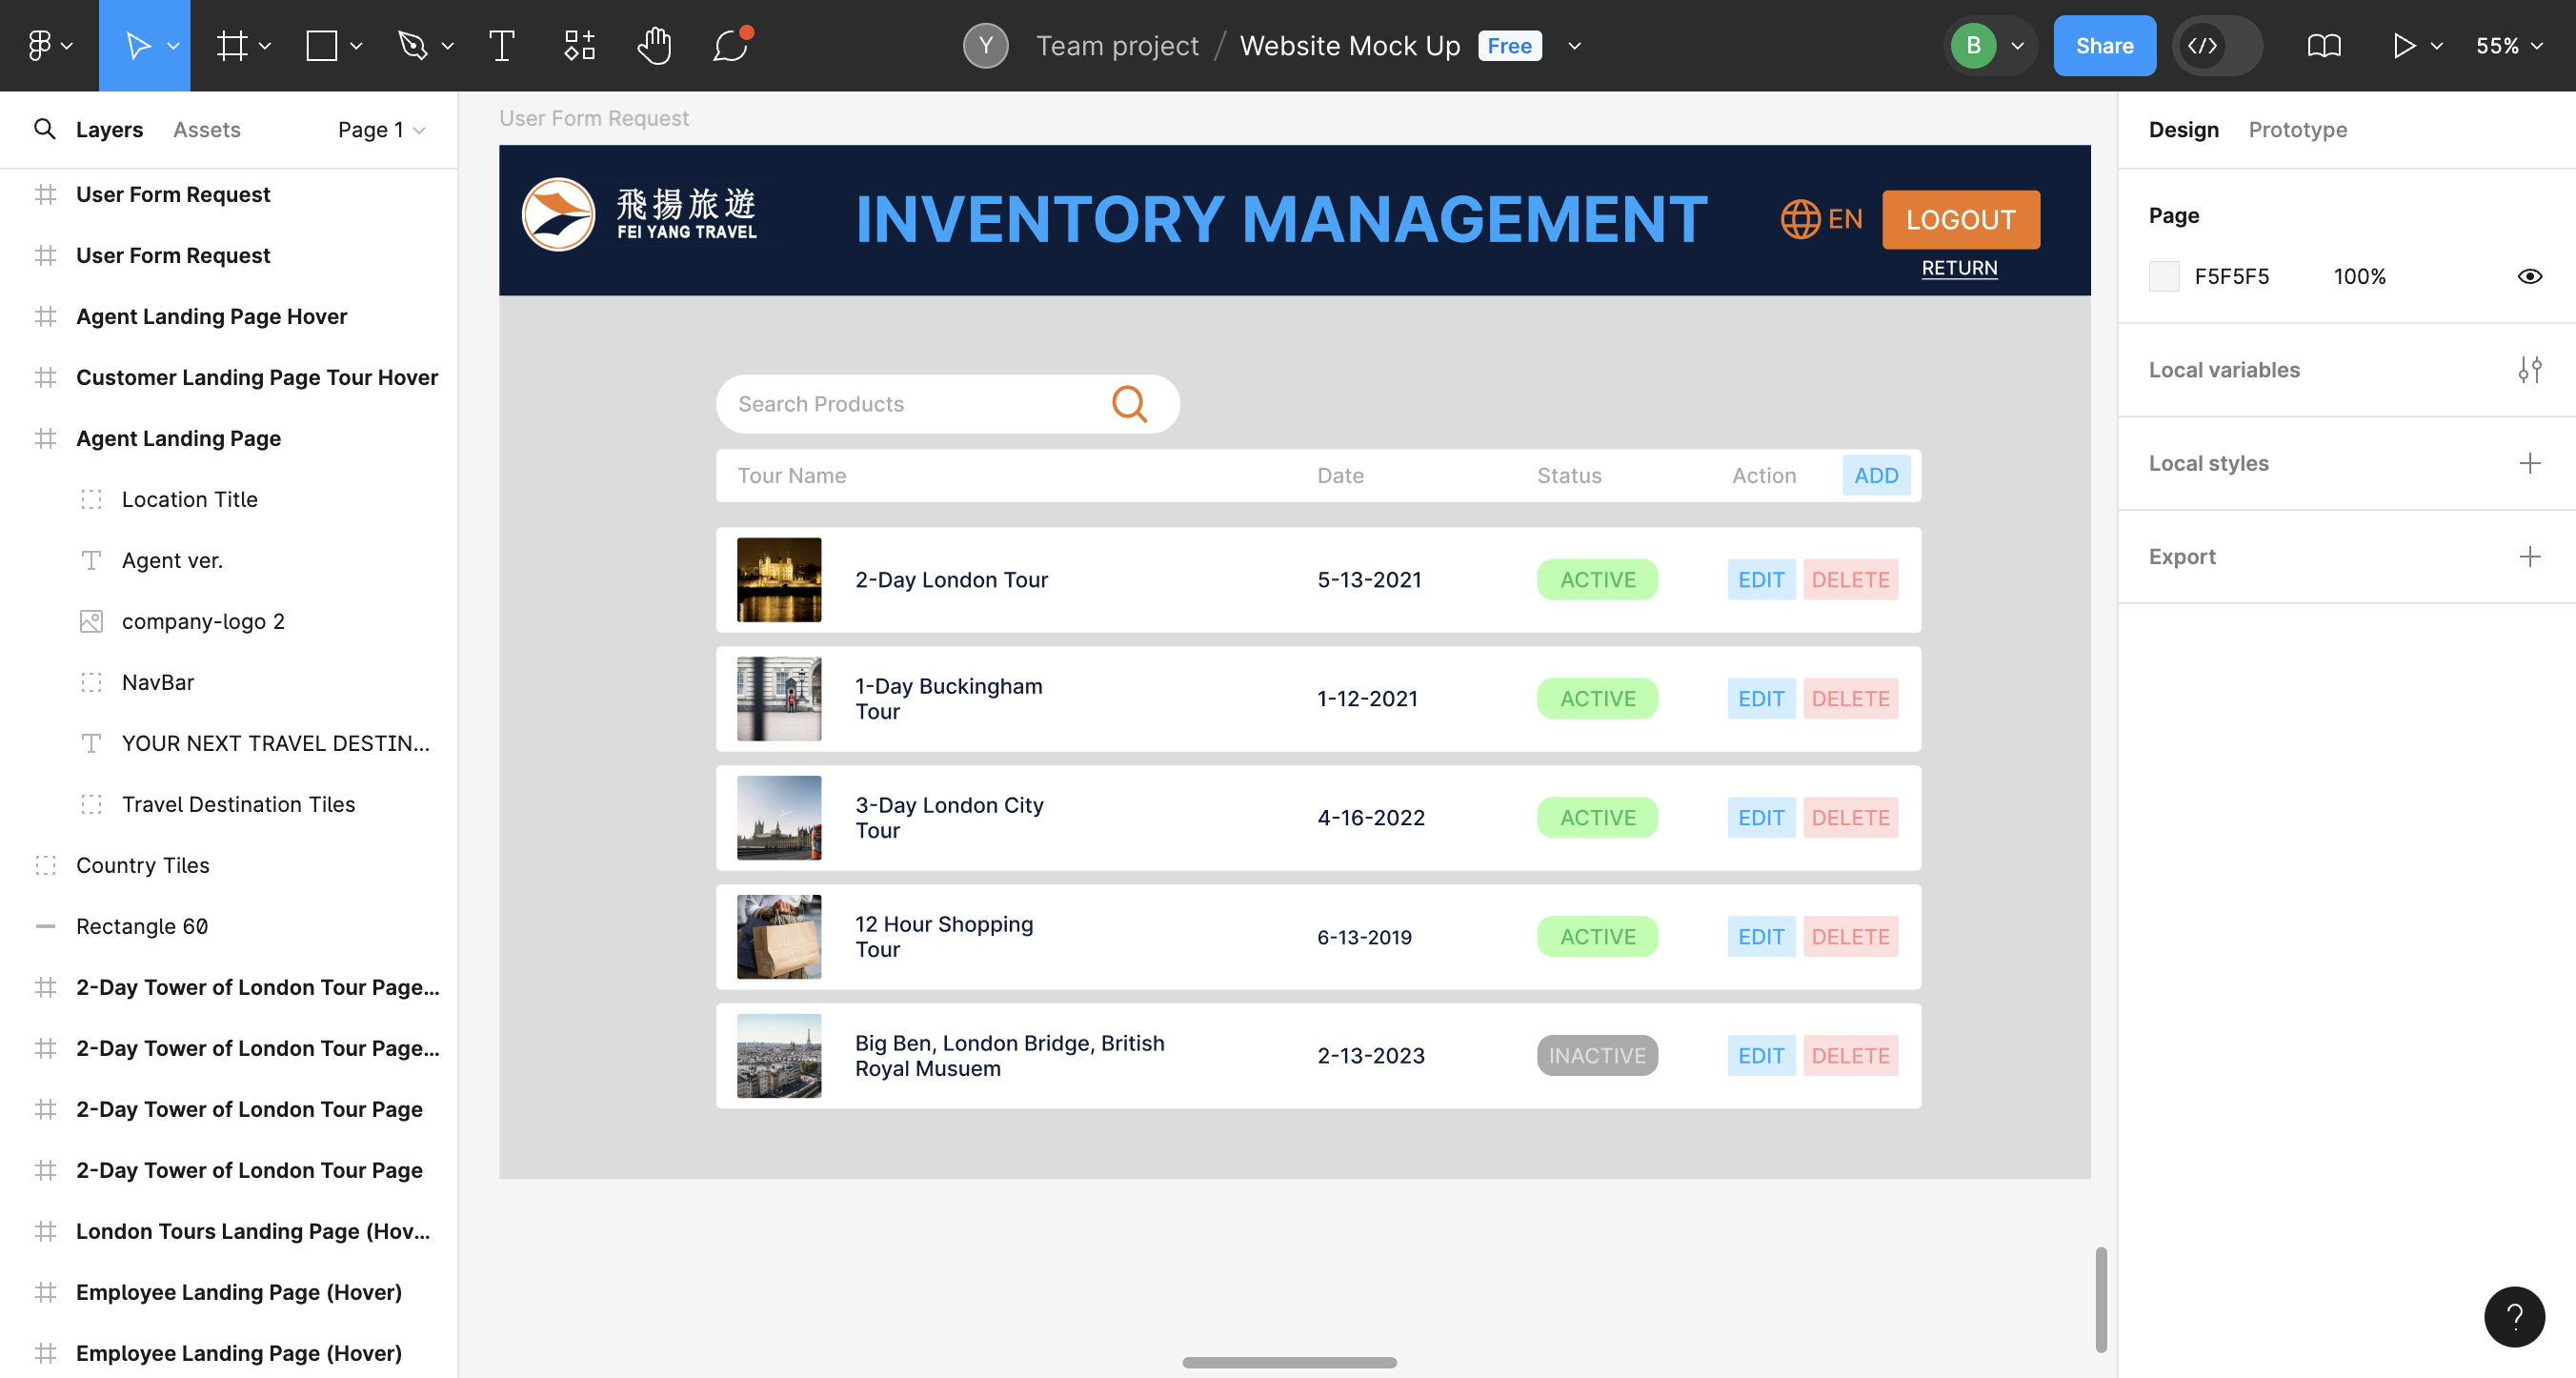 Y
Team project / Website Mock Up Free
B
Share
55%
Layers
Assets
Page 1
User Form Request
User Form Request
Agent Landing Page Hover
Customer Landing Page Tour Hover
Agent Landing Page
Location Title
Agent ver.
company-logo 2
NavBar
YOUR NEXT TRAVEL DESTIN...
Travel Destination Tiles
Country Tiles
Rectangle 60
2-Day Tower of London Tour Page...
2-Day Tower of London Tour Page...
2-Day Tower of London Tour Page
2-Day Tower of London Tour Page
London Tours Landing Page (Hov...
Employee Landing Page (Hover)
Employee Landing Page (Hover)
User Form Request
飛揚旅遊
FEI YANG TRAVEL
INVENTORY MANAGEMENT
EN
LOGOUT
RETURN
Search Products
Tour Name Date Status Action ADD
2-Day London Tour 5-13-2021 ACTIVE EDIT DELETE
1-Day Buckingham
Tour
1-12-2021 ACTIVE EDIT DELETE
3-Day London City
Tour
4-16-2022 ACTIVE EDIT DELETE
12 Hour Shopping
Tour
6-13-2019 ACTIVE EDIT DELETE
Big Ben, London Bridge, British
Royal Musuem
2-13-2023 INACTIVE EDIT DELETE
Design
Prototype
Page
F5F5F5 100%
Local variables
Local styles
Export
?